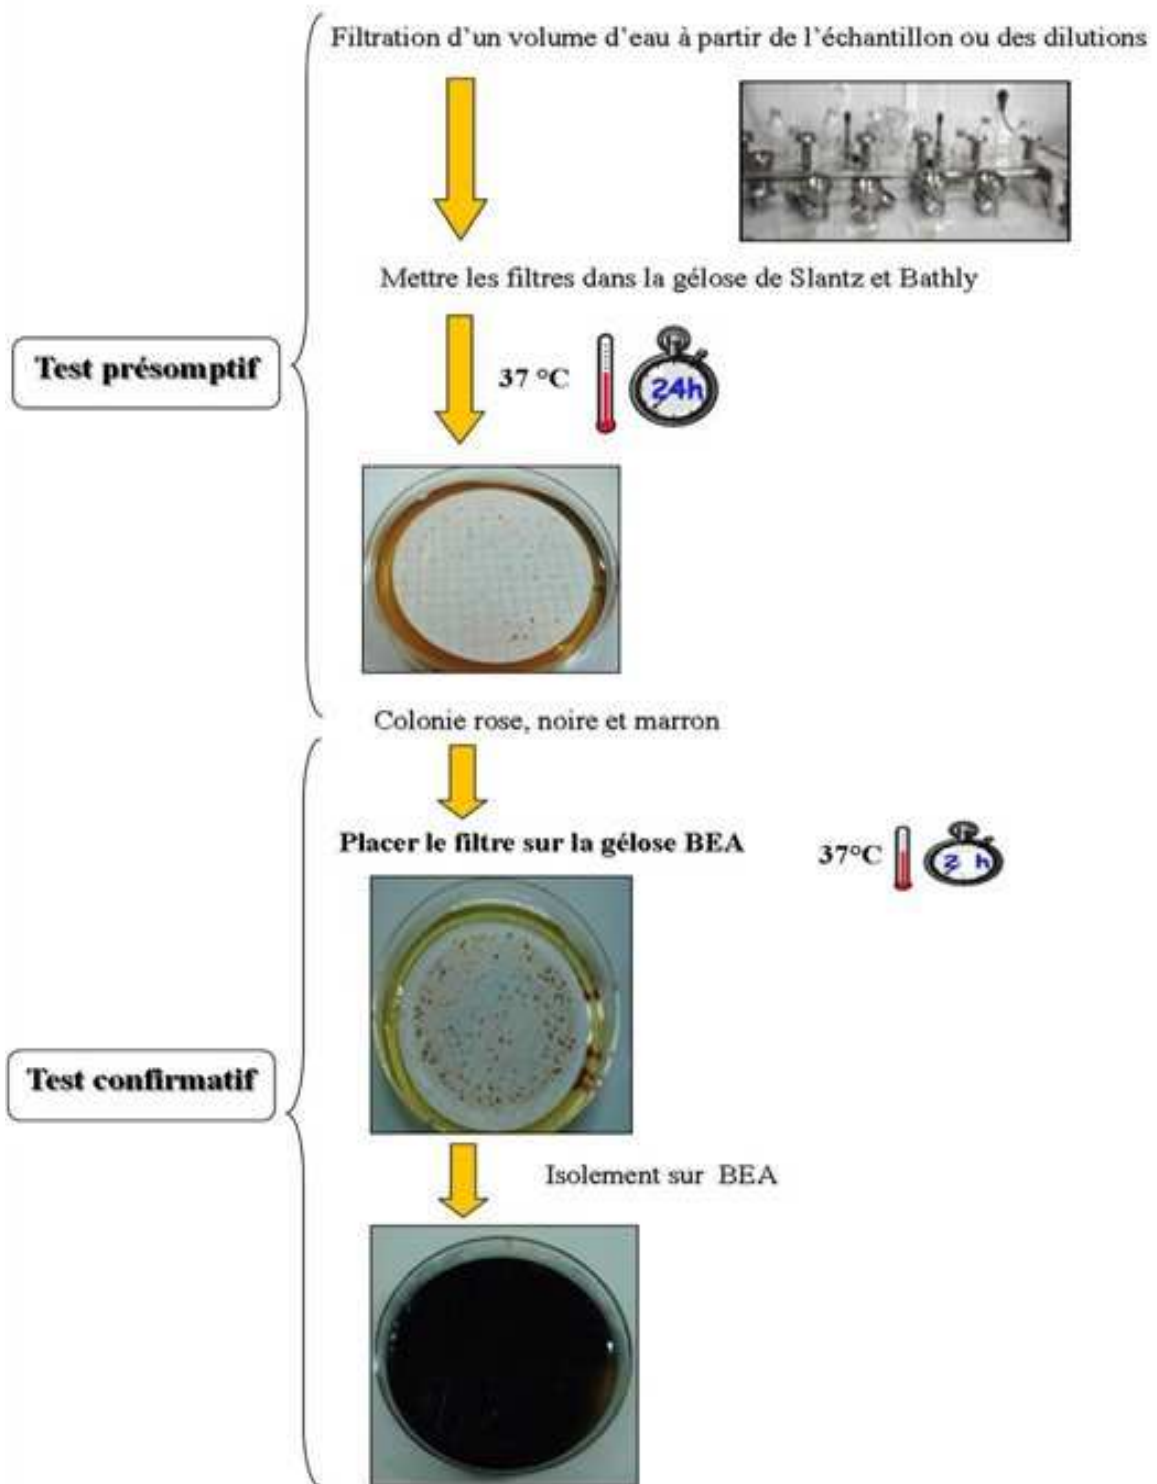 Filtration d'un volume d'eau à partir de l'échantillon ou des dilutions
Mettre les filtres dans la gélose de Slantz et Bathly
Test présomptif
37 °C
24h
Colonie rose, noire et marron
Placer le filtre sur la gélose BEA
37°C
2 h
Test confirmatif
Isolement sur BEA